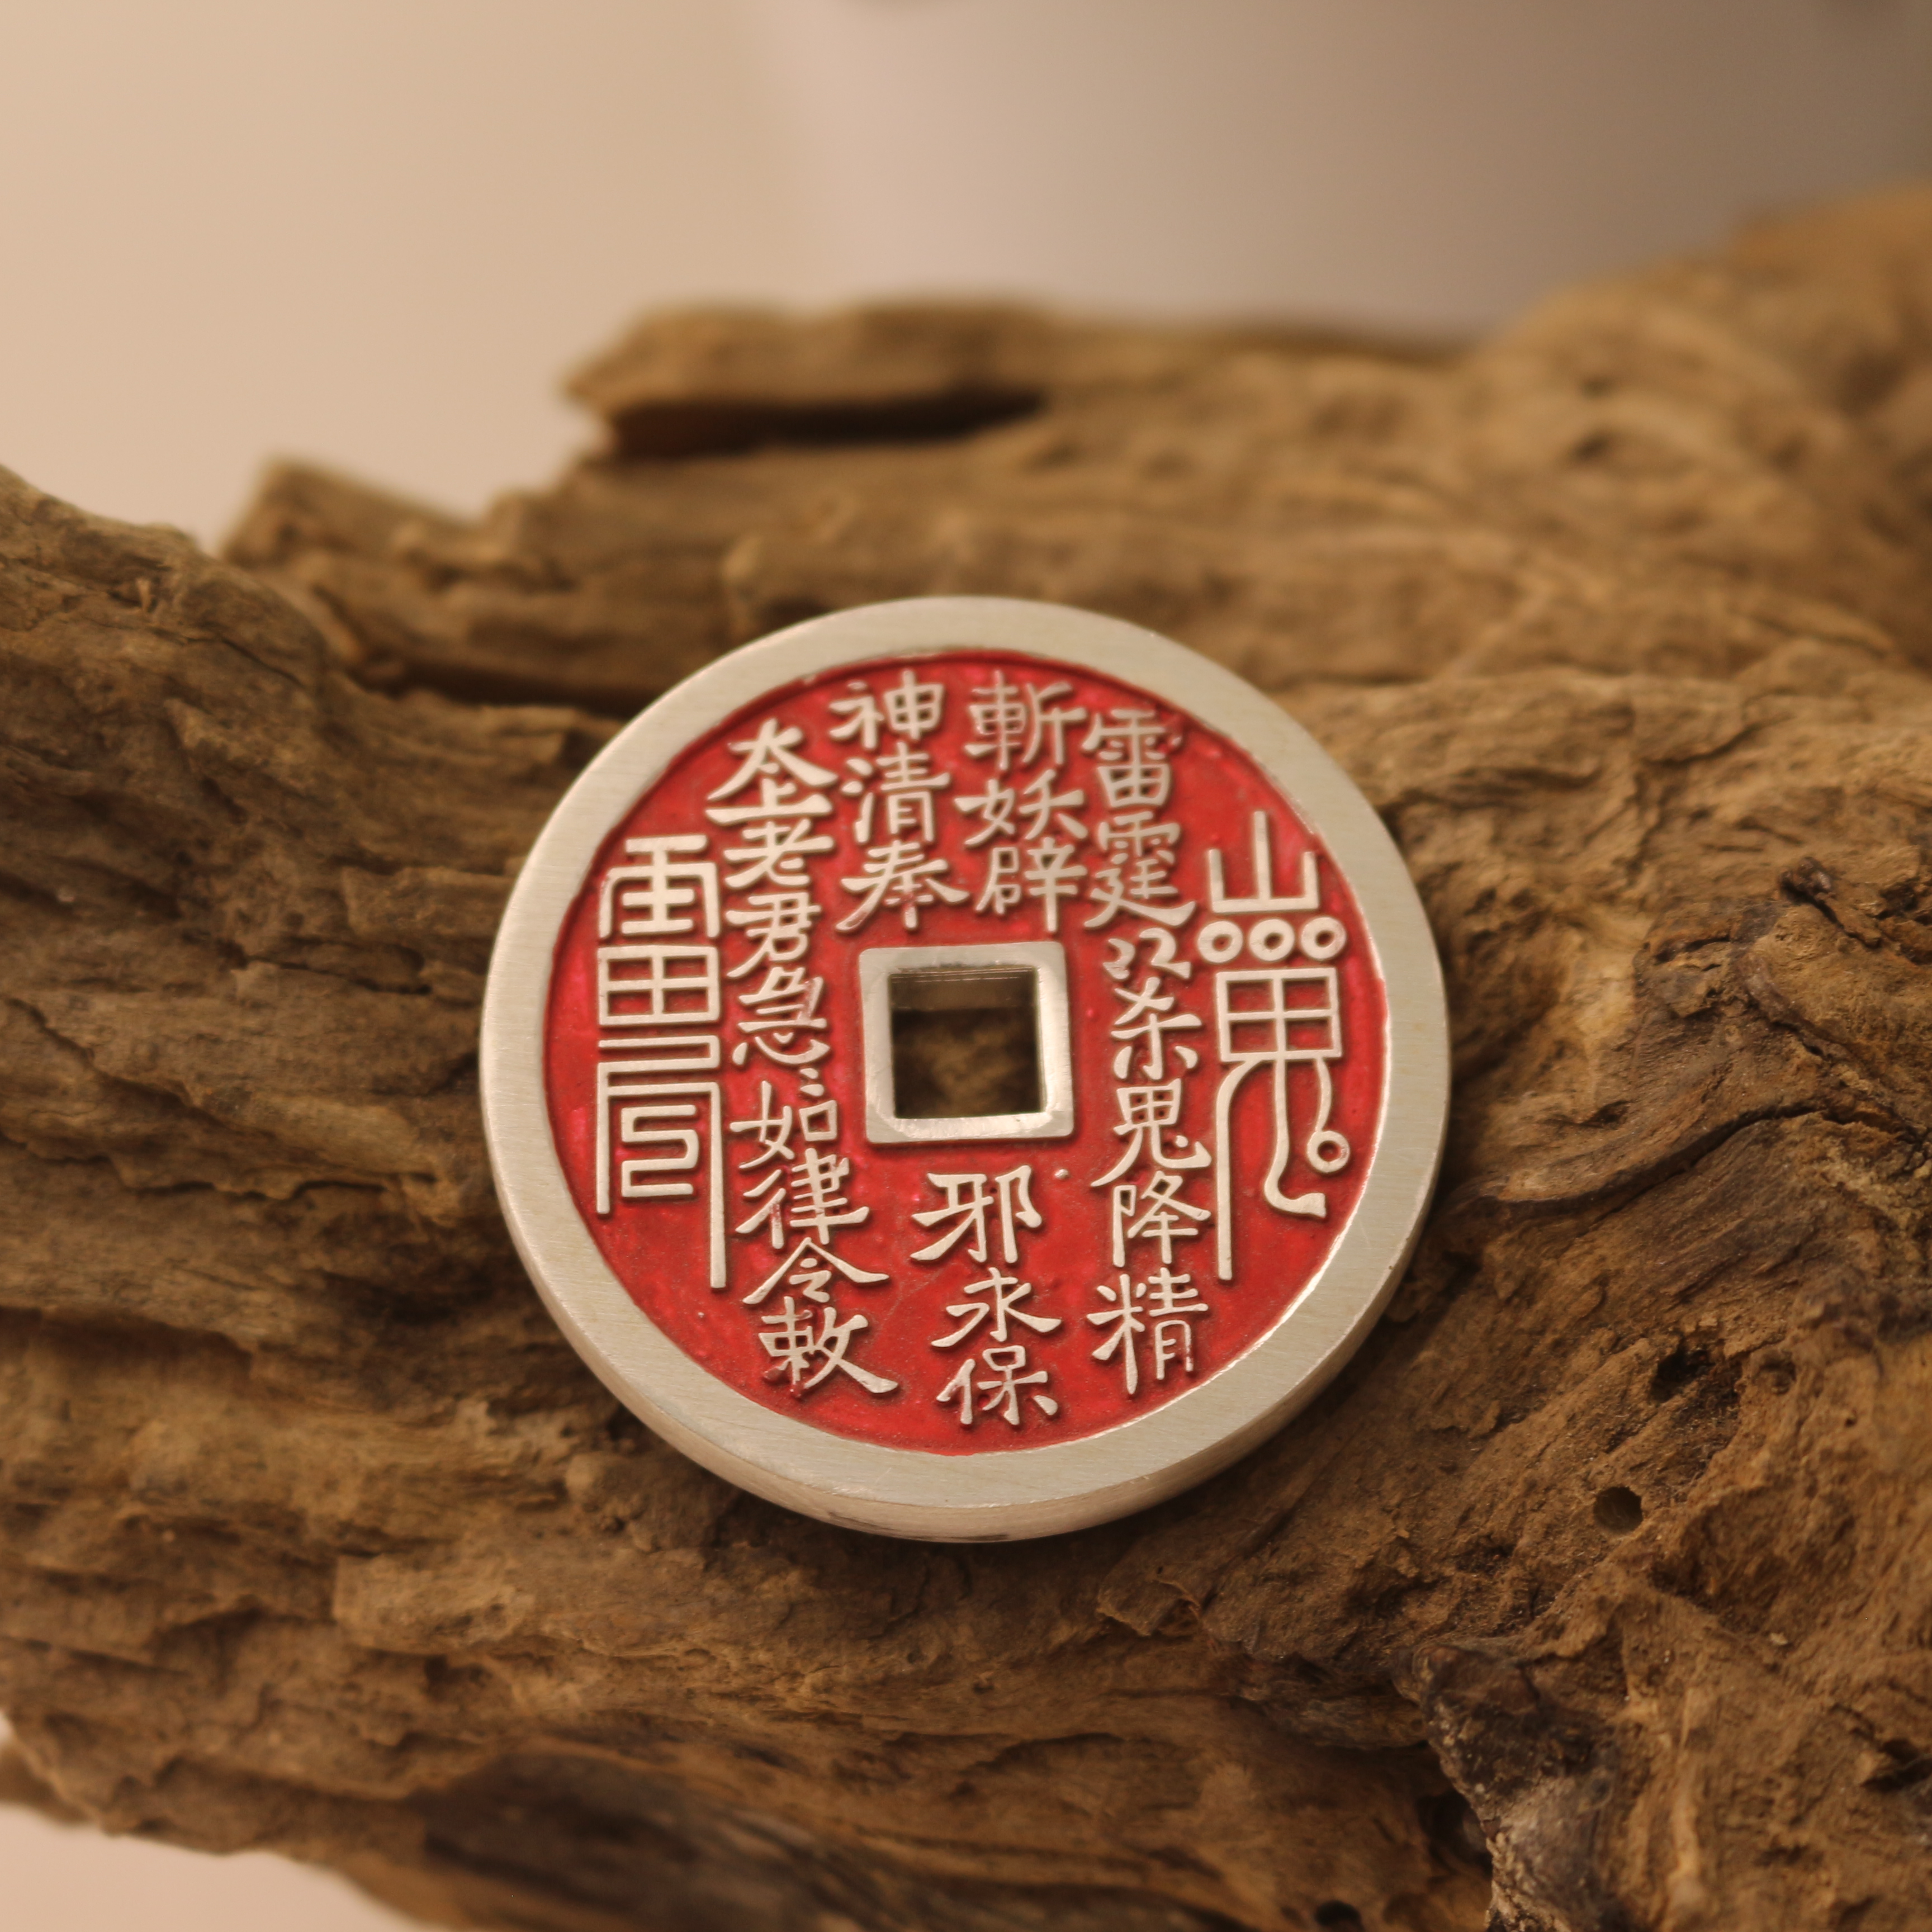 雷霆殺鬼降精
斬妖辟邪永保
神清奉
太上老君急々如律令敕